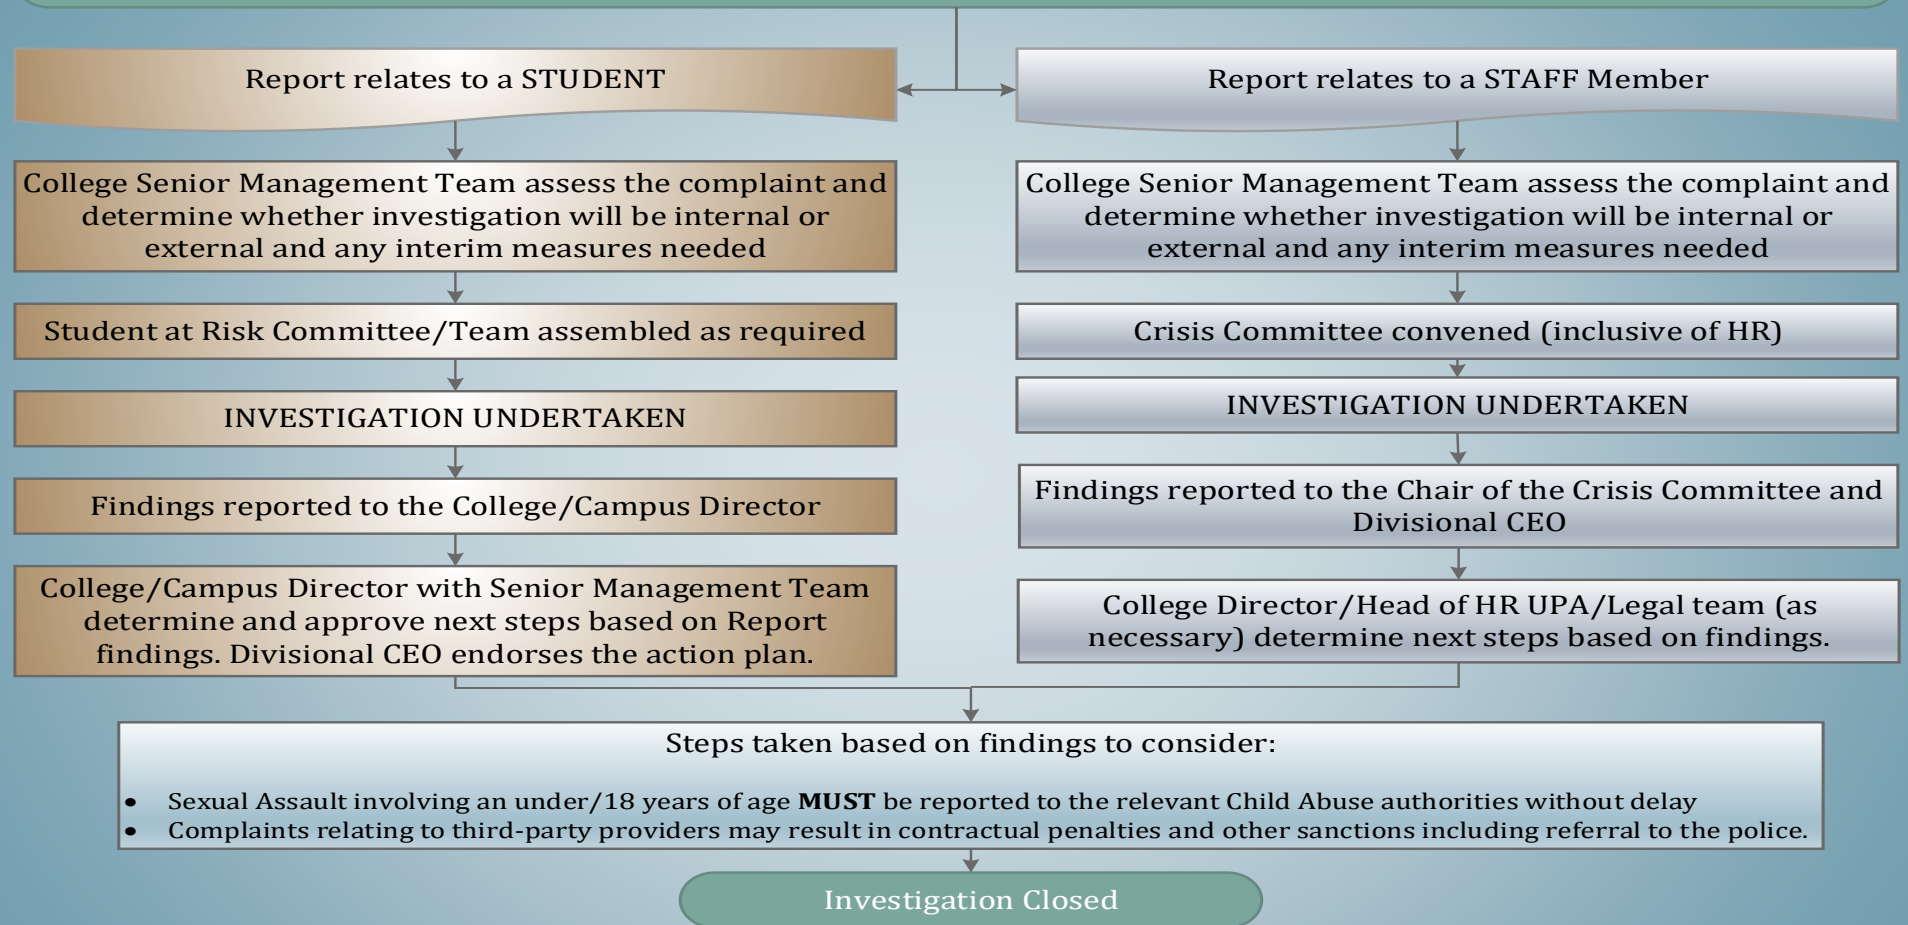 Report relates to a STUDENT
College Senior Management Team assess the complaint and
determine whether investigation will be internal or
external and any interim measures needed
Student at Risk Committee/Team assembled as required
INVESTIGATION UNDERTAKEN
Findings reported to the College/Campus Director
College/Campus Director with Senior Management Team
determine and approve next steps based on Report
findings. Divisional CEO endorses the action plan.
Report relates to a STAFF Member
College Senior Management Team assess the complaint and
determine whether investigation will be internal or
external and any interim measures needed
Crisis Committee convened (inclusive of HR)
INVESTIGATION UNDERTAKEN
Findings reported to the Chair of the Crisis Committee and
Divisional CEO
College Director/Head of HR UPA/Legal team (as
necessary) determine next steps based on findings.
Steps taken based on findings to consider:
• Sexual Assault involving an under/18 years of age MUST be reported to the relevant Child Abuse authorities without delay
• Complaints relating to third-party providers may result in contractual penalties and other sanctions including referral to the police.
Investigation Closed